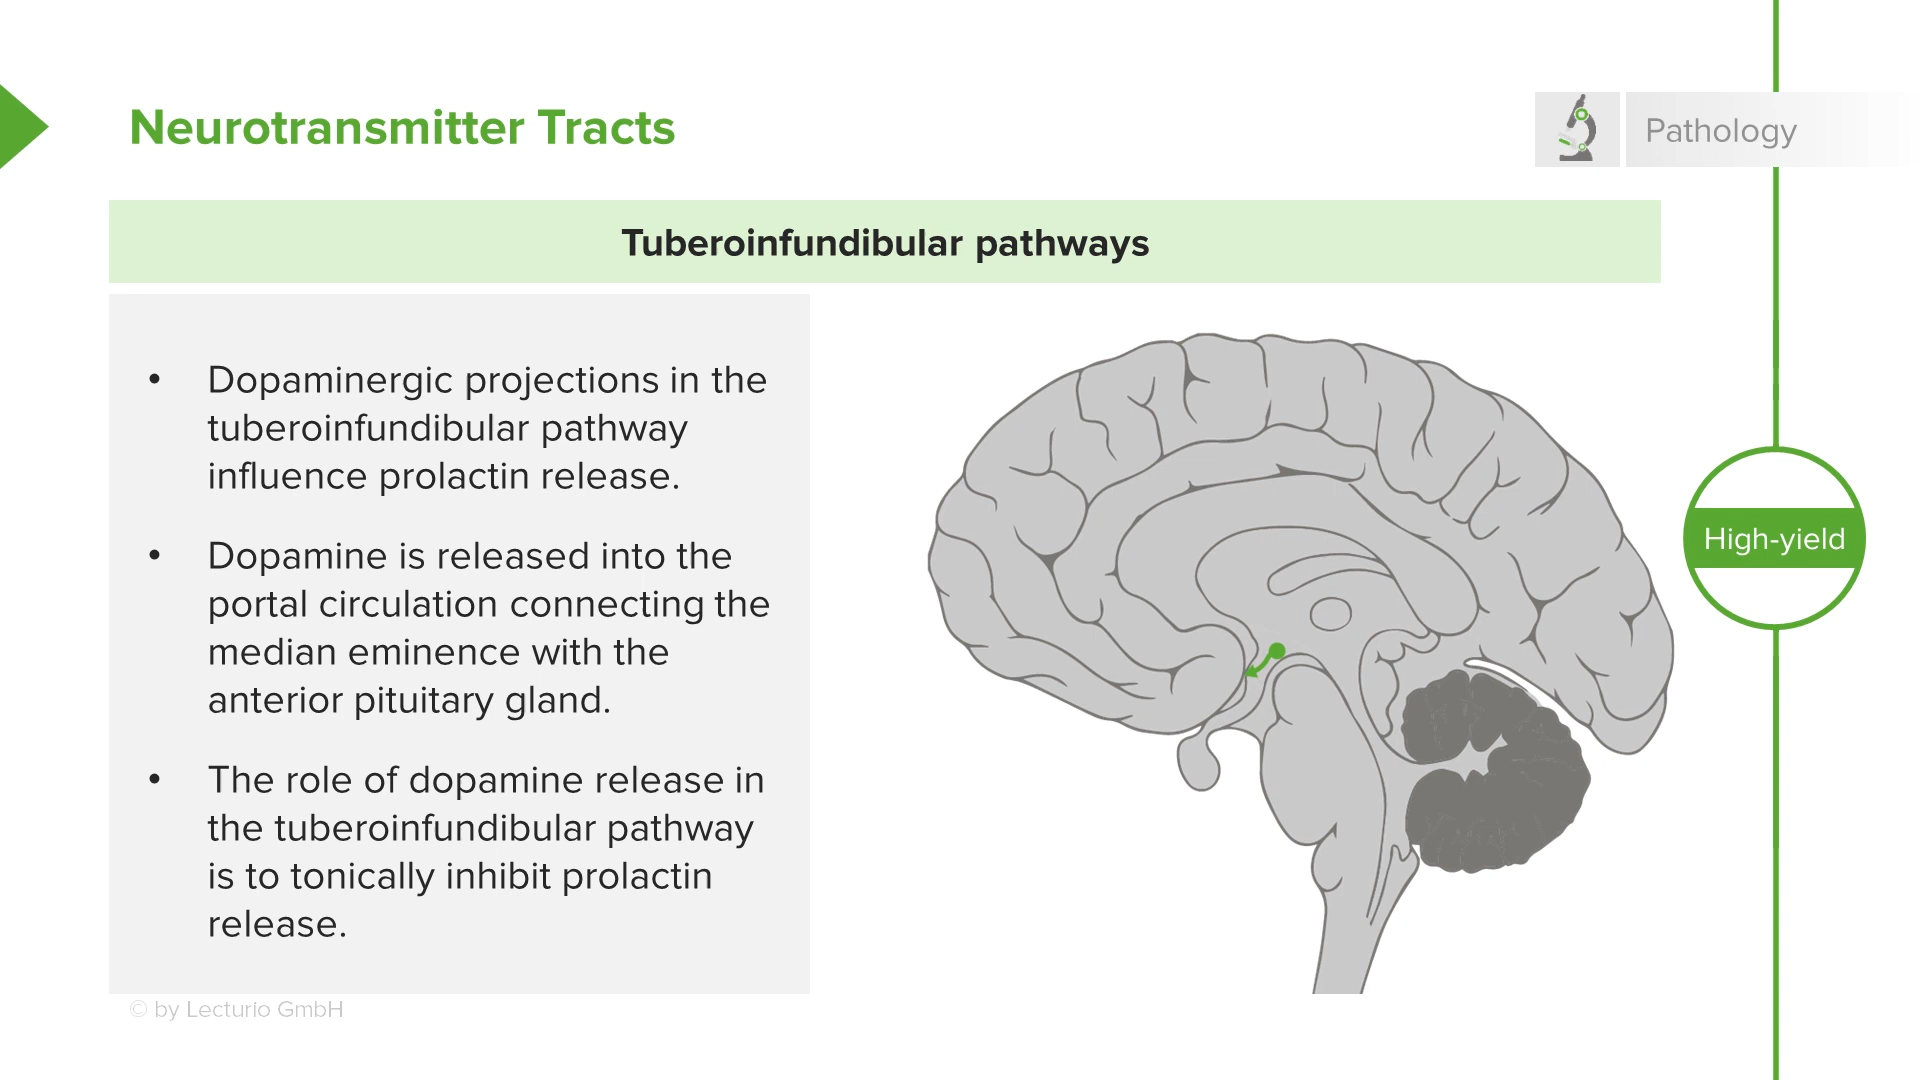 Neurotransmitter Tracts
Pathology
Tuberoinfundibular pathways
• Dopaminergic projections in the
tuberoinfundibular pathway
influence prolactin release.
• Dopamine is released into the
portal circulation connecting the
median eminence with the
anterior pituitary gland.
• The role of dopamine release in
the tuberoinfundibular pathway
is to tonically inhibit prolactin
release.
High-yield
© by Lecturio GmbH